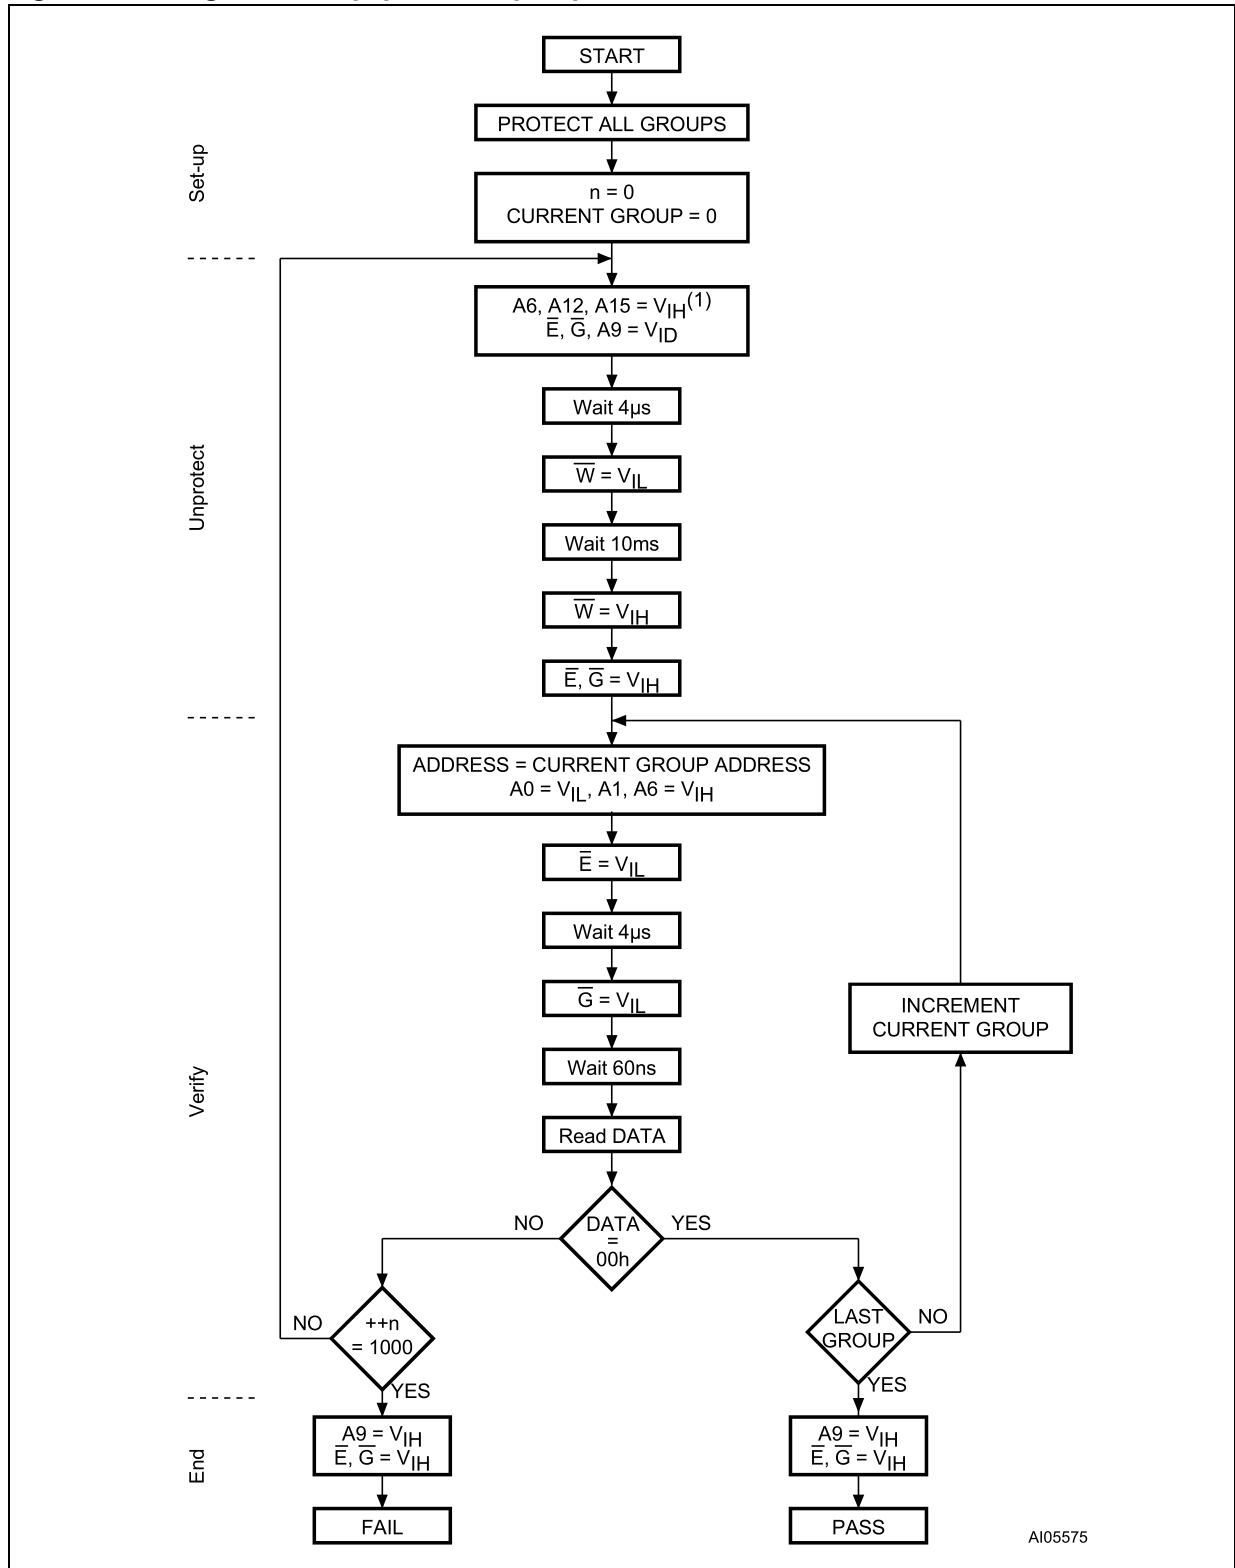 START
PROTECT ALL GROUPS
Set-up
n = 0
CURRENT GROUP = 0
A6, A12, A15 = VIH(1)
E̅, G̅, A9 = VID
Wait 4µs
Unprotect
W̅ = VIL
Wait 10ms
W̅ = VIH
E̅, G̅ = VIH
ADDRESS = CURRENT GROUP ADDRESS
A0 = VIL, A1, A6 = VIH
E̅ = VIL
Wait 4µs
G̅ = VIL
INCREMENT
CURRENT GROUP
Wait 60ns
Verify
Read DATA
NO
DATA
=
00h
YES
NO
++n
= 1000
YES
LAST
GROUP
NO
YES
End
A9 = VIH
E̅, G̅ = VIH
A9 = VIH
E̅, G̅ = VIH
FAIL
PASS
AI05575